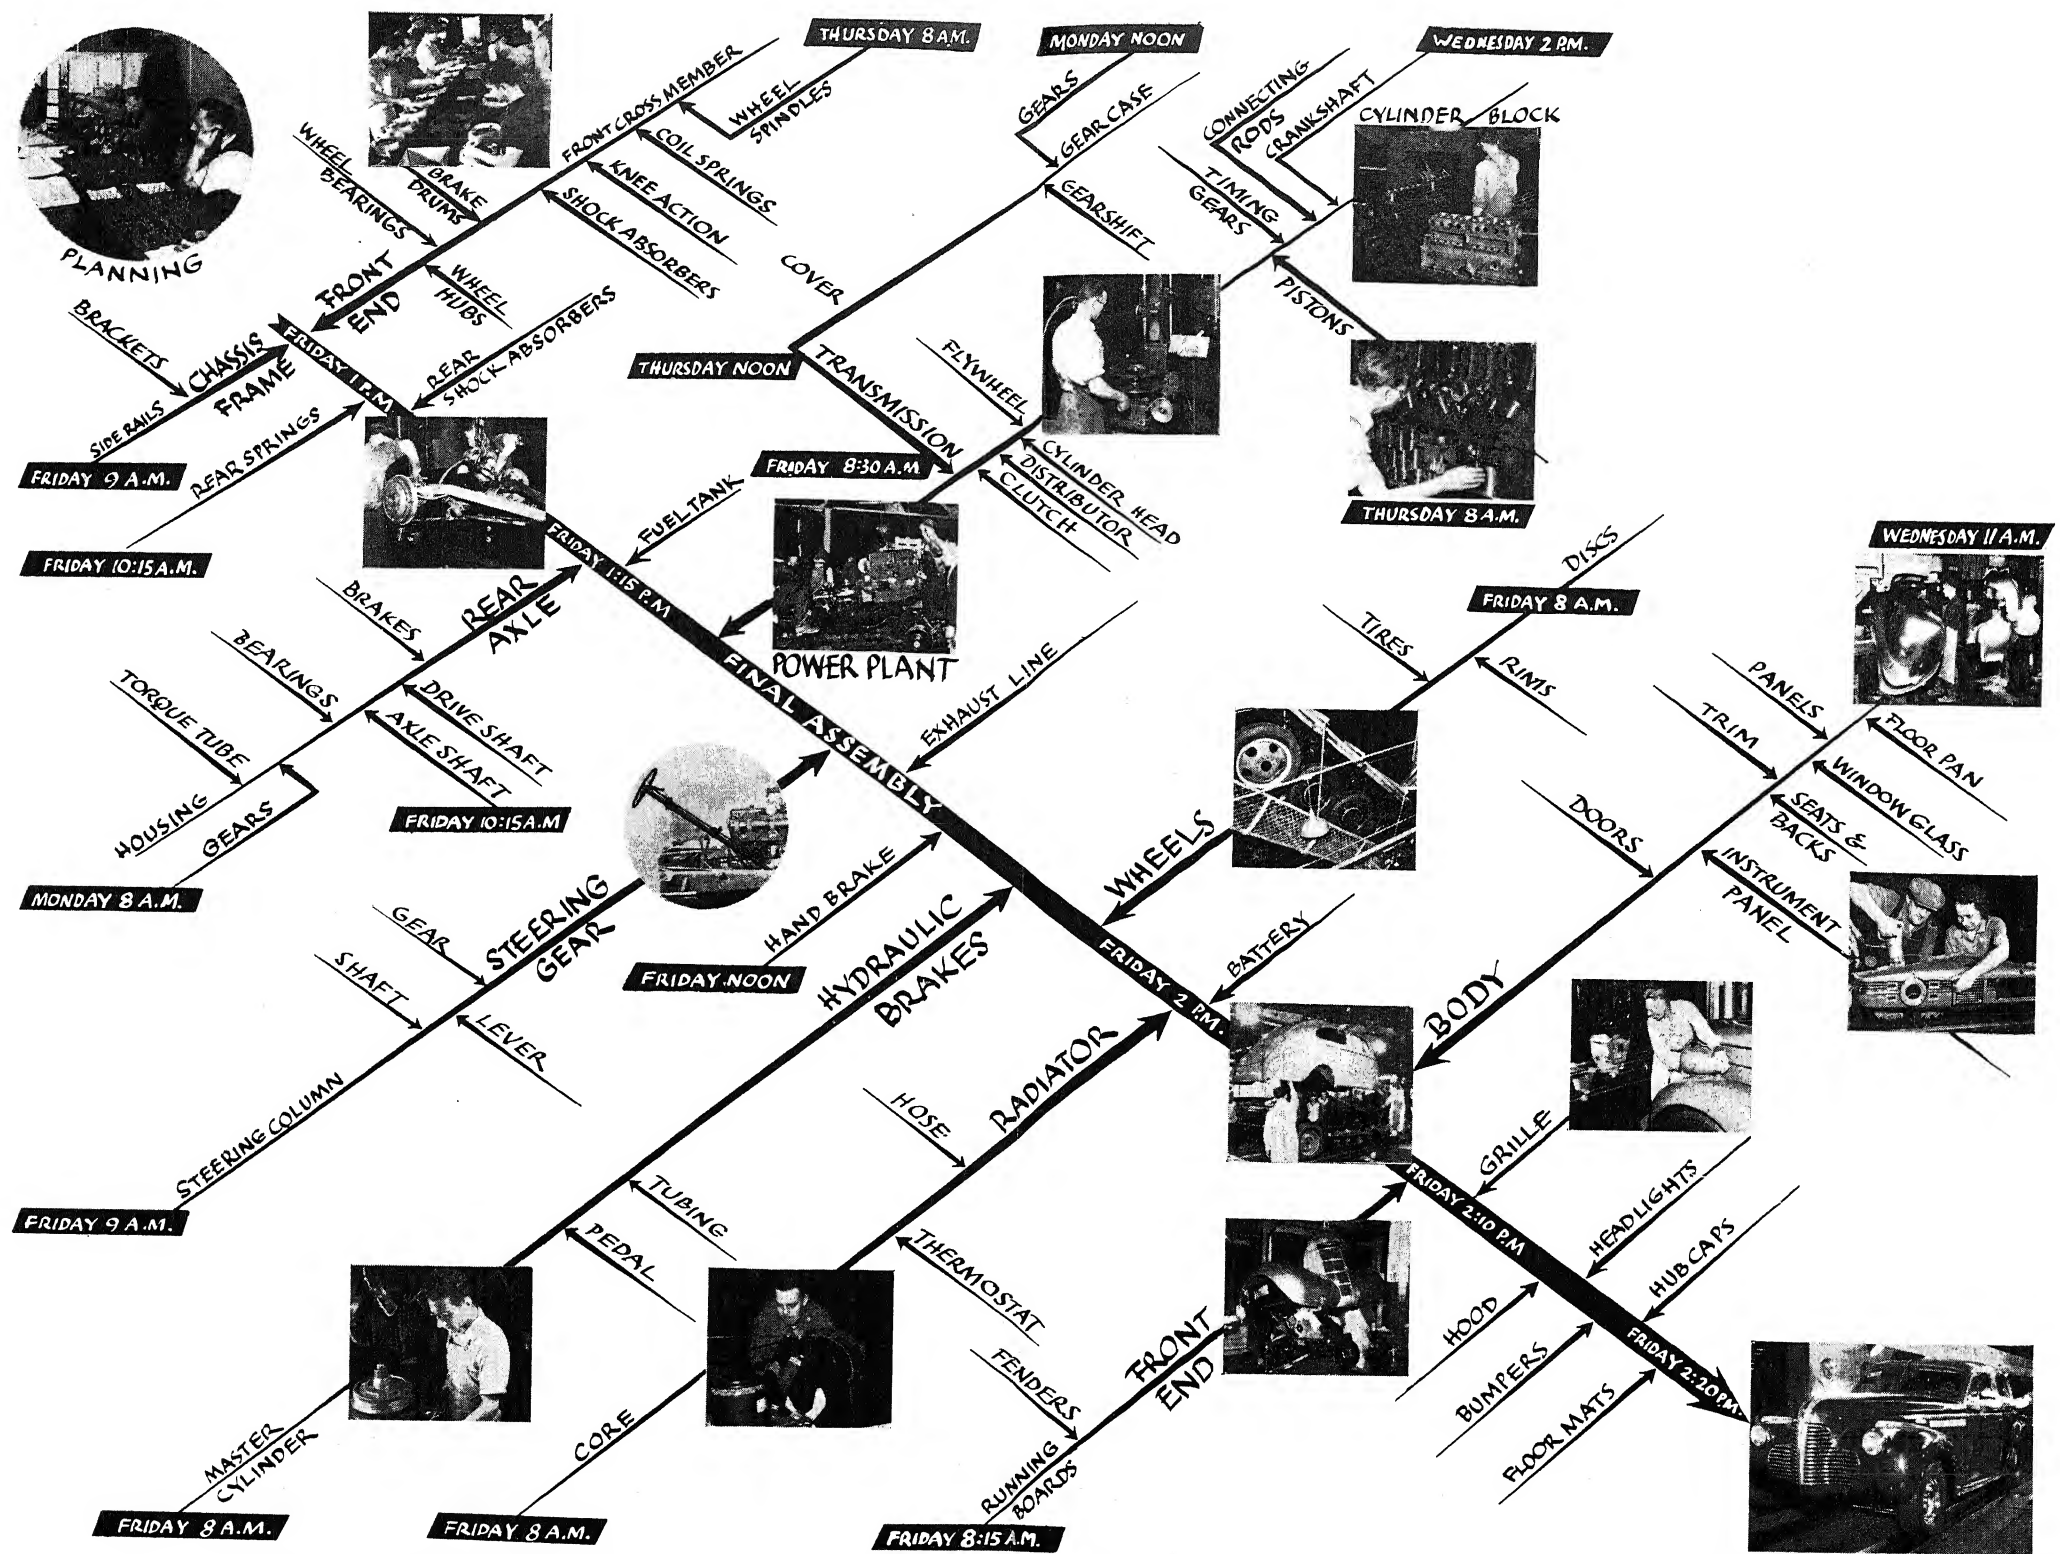 THURSDAY 8 A.M.
MONDAY NOON
WEDNESDAY 2 P.M.
PLANNING
WHEEL
BEARINGS
BRAKE
DRUMS
FRONT CROSS MEMBER
WHEEL
SPINDLES
COIL SPRINGS
KNEE ACTION
SHOCK ABSORBERS
FRONT
END
WHEEL
HUBS
BRACKETS
CHASSIS
FRAME
SIDE RAILS
FRIDAY 9 A.M.
FRIDAY 1 P.M
REAR
SHOCK ABSORBERS
REAR SPRINGS
FRIDAY 10:15 A.M.
GEARS
GEAR CASE
GEARSHIFT
COVER
THURSDAY NOON
TRANSMISSION
CONNECTING
RODS
CRANKSHAFT
CYLINDER BLOCK
TIMING
GEARS
PISTONS
THURSDAY 8 A.M.
FLYWHEEL
CYLINDER HEAD
DISTRIBUTOR
CLUTCH
FRIDAY 8:30 A.M
FUEL TANK
POWER PLANT
FRIDAY 1:15 P.M
FINAL ASSEMBLY
BRAKES
REAR
AXLE
BEARINGS
TORQUE TUBE
DRIVE SHAFT
AXLE SHAFT
FRIDAY 10:15 A.M
HOUSING
GEARS
MONDAY 8 A.M.
EXHAUST LINE
DISCS
FRIDAY 8 A.M.
TIRES
RIMS
WHEELS
WEDNESDAY 11 A.M.
PANELS
FLOOR PAN
TRIM
WINDOW GLASS
SEATS &
BACKS
DOORS
INSTRUMENT
PANEL
BODY
GEAR
STEERING
GEAR
SHAFT
LEVER
STEERING COLUMN
FRIDAY 9 A.M.
HAND BRAKE
FRIDAY NOON
HYDRAULIC
BRAKES
TUBING
PEDAL
MASTER
CYLINDER
FRIDAY 8 A.M.
FRIDAY 2 P.M.
BATTERY
RADIATOR
HOSE
THERMOSTAT
CORE
FRIDAY 8 A.M.
FRIDAY 2:10 P.M
GRILLE
HEADLIGHTS
HUB CAPS
FRONT
END
FENDERS
RUNNING
BOARDS
FRIDAY 8:15 A.M.
HOOD
BUMPERS
FLOOR MATS
FRIDAY 2:20 P.M.